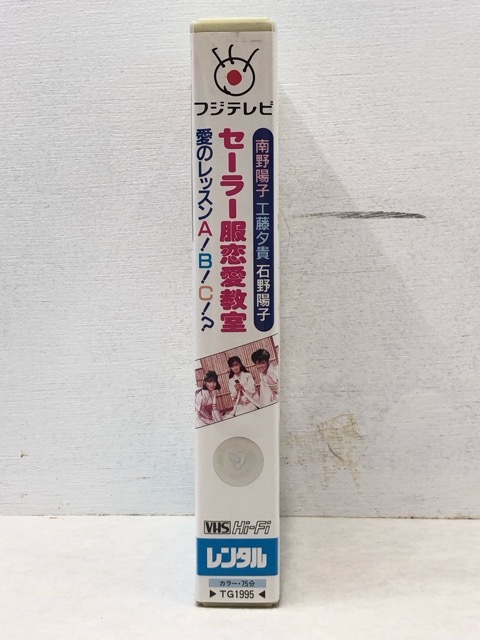 フジテレビ
南野陽子 工藤夕貴 石野陽子
セーラー服恋愛教室
愛のレッスンA!B!C!?
VHS Hi-Fi
レンタル
カラー・75分
▶ TG1995 ◀